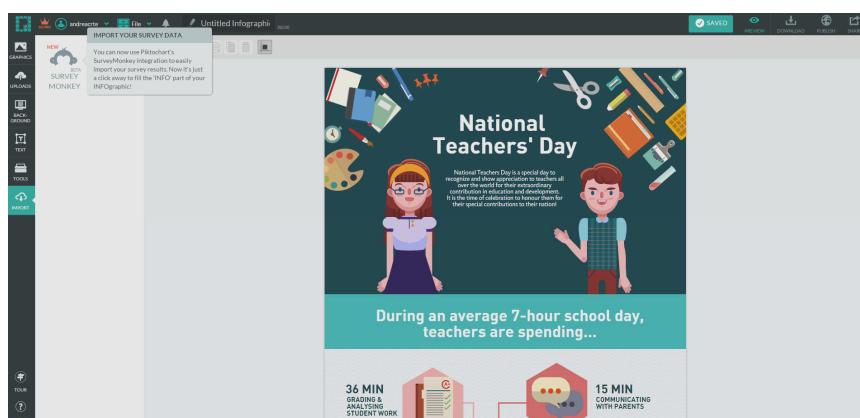 andreacrte
File
Untitled Infographi
SAVED
PREVIEW
DOWNLOAD
PUBLISH
SHAR
GRAPHICS
UPLOADS
BACK-
GROUND
TEXT
TOOLS
IMPORT
TOUR
NEW
BETA
SURVEY
MONKEY
IMPORT YOUR SURVEY DATA
You can now use Piktochart's
SurveyMonkey integration to easily
import your survey results. Now it's just
a click away to fill the 'INFO' part of your
INFOgraphic!
National
Teachers' Day
National Teachers Day is a special day to
recognize and show appreciation to teachers all
over the world for their extraordinary
contribution in education and development.
It is the time of celebration to honour them for
their special contributions to their nation!
During an average 7-hour school day,
teachers are spending...
36 MIN
GRADING &
ANALYSING
STUDENT WORK
15 MIN
COMMUNICATING
WITH PARENTS